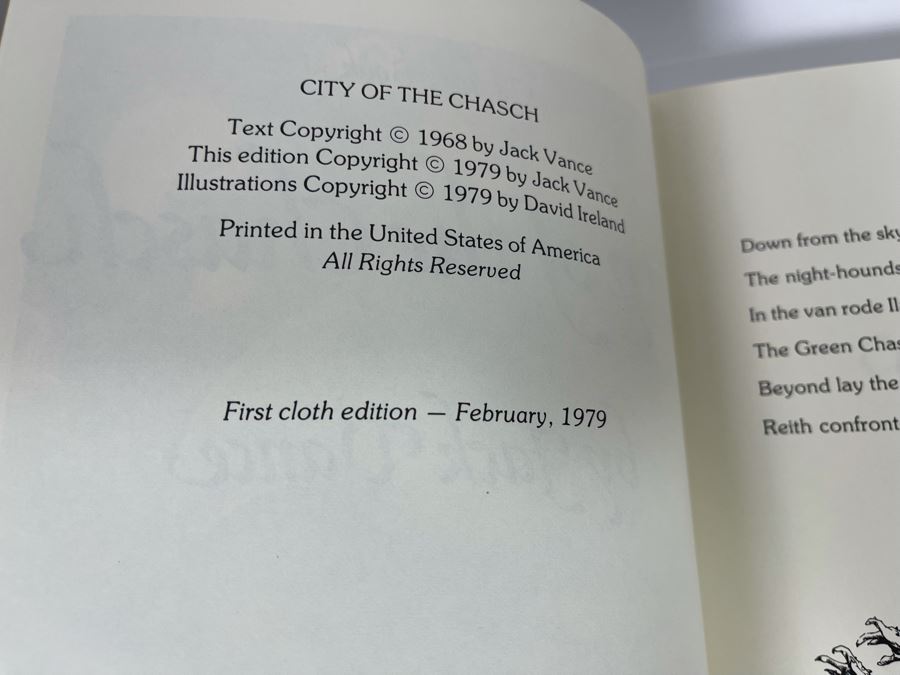 CITY OF THE CHASCH
Text Copyright © 1968 by Jack Vance
This edition Copyright © 1979 by Jack Vance
Illustrations Copyright © 1979 by David Ireland
Printed in the United States of America
All Rights Reserved
First cloth edition — February, 1979
Down from the sky
The night-hounds
In the van rode
The Green
Beyond lay the
Reith